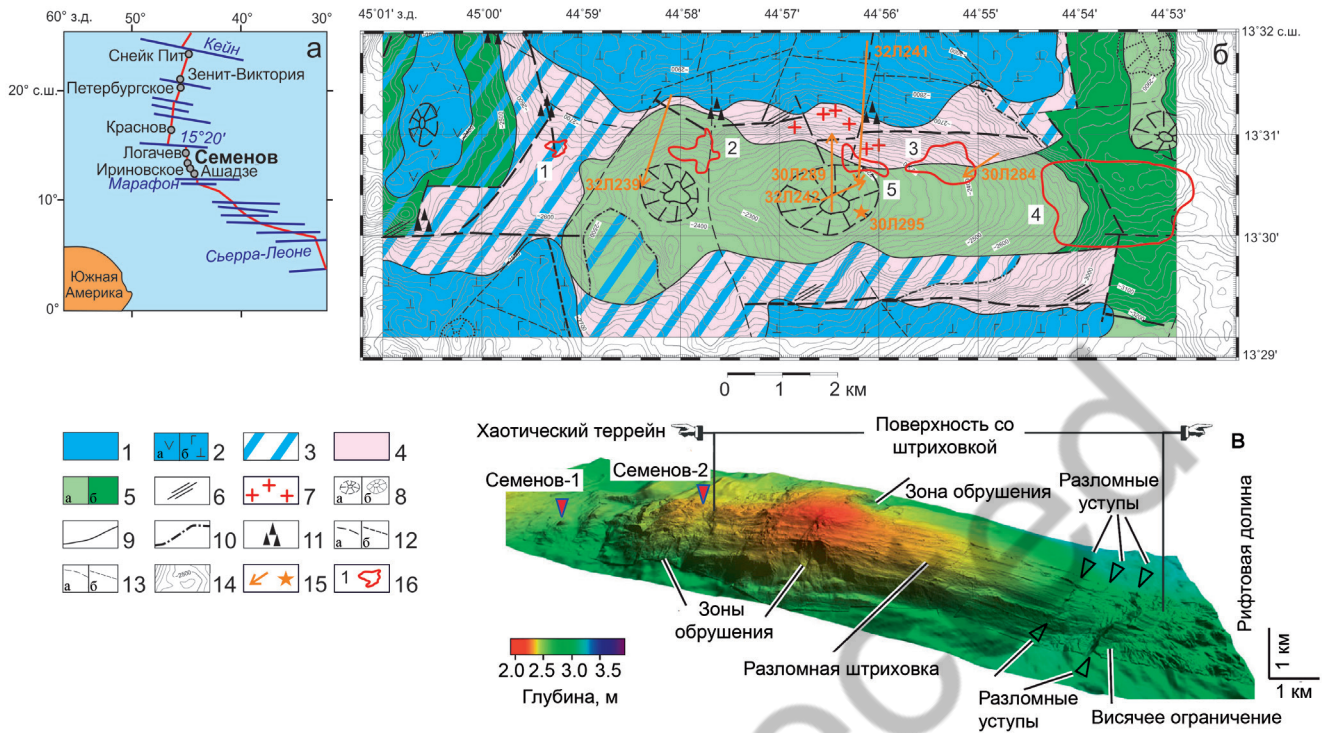 60° з.д.
50°
40°
30°
а
Кейн
Снейк Пит
Зенит-Виктория
Петербургское
20° с.ш.
Краснов
15°20'
Логачев
Семенов
Ириновское
Ашадзе
Марафон
10°
Сьерра-Леоне
Южная
Америка
0°
45°01' з.д.
45'00'
44'59'
44'58'
44'57'
44'56'
44'55'
44'54'
44'53'
13'32 с.ш.
13'31'
13'30'
13'29'
б
32Л241
32Л239
30Л289
32Л242
30Л284
30Л295
1
2
3
4
5
0 1 2 км
1
а б 2
3
4
а б 5
6
7
а б 8
9
10
11
а б 12
а б 13
-2500 14
15
1 16
Хаотический террейн
Поверхность со
штриховкой
в
Семенов-1
Семенов-2
Зона обрушения
Разломные
уступы
Рифтовая долина
Зоны
обрушения
Разломная штриховка
Разломные
уступы
Висячее ограничение
2.0 2.5 3.0 3.5
Глубина, м
1 км
1 км